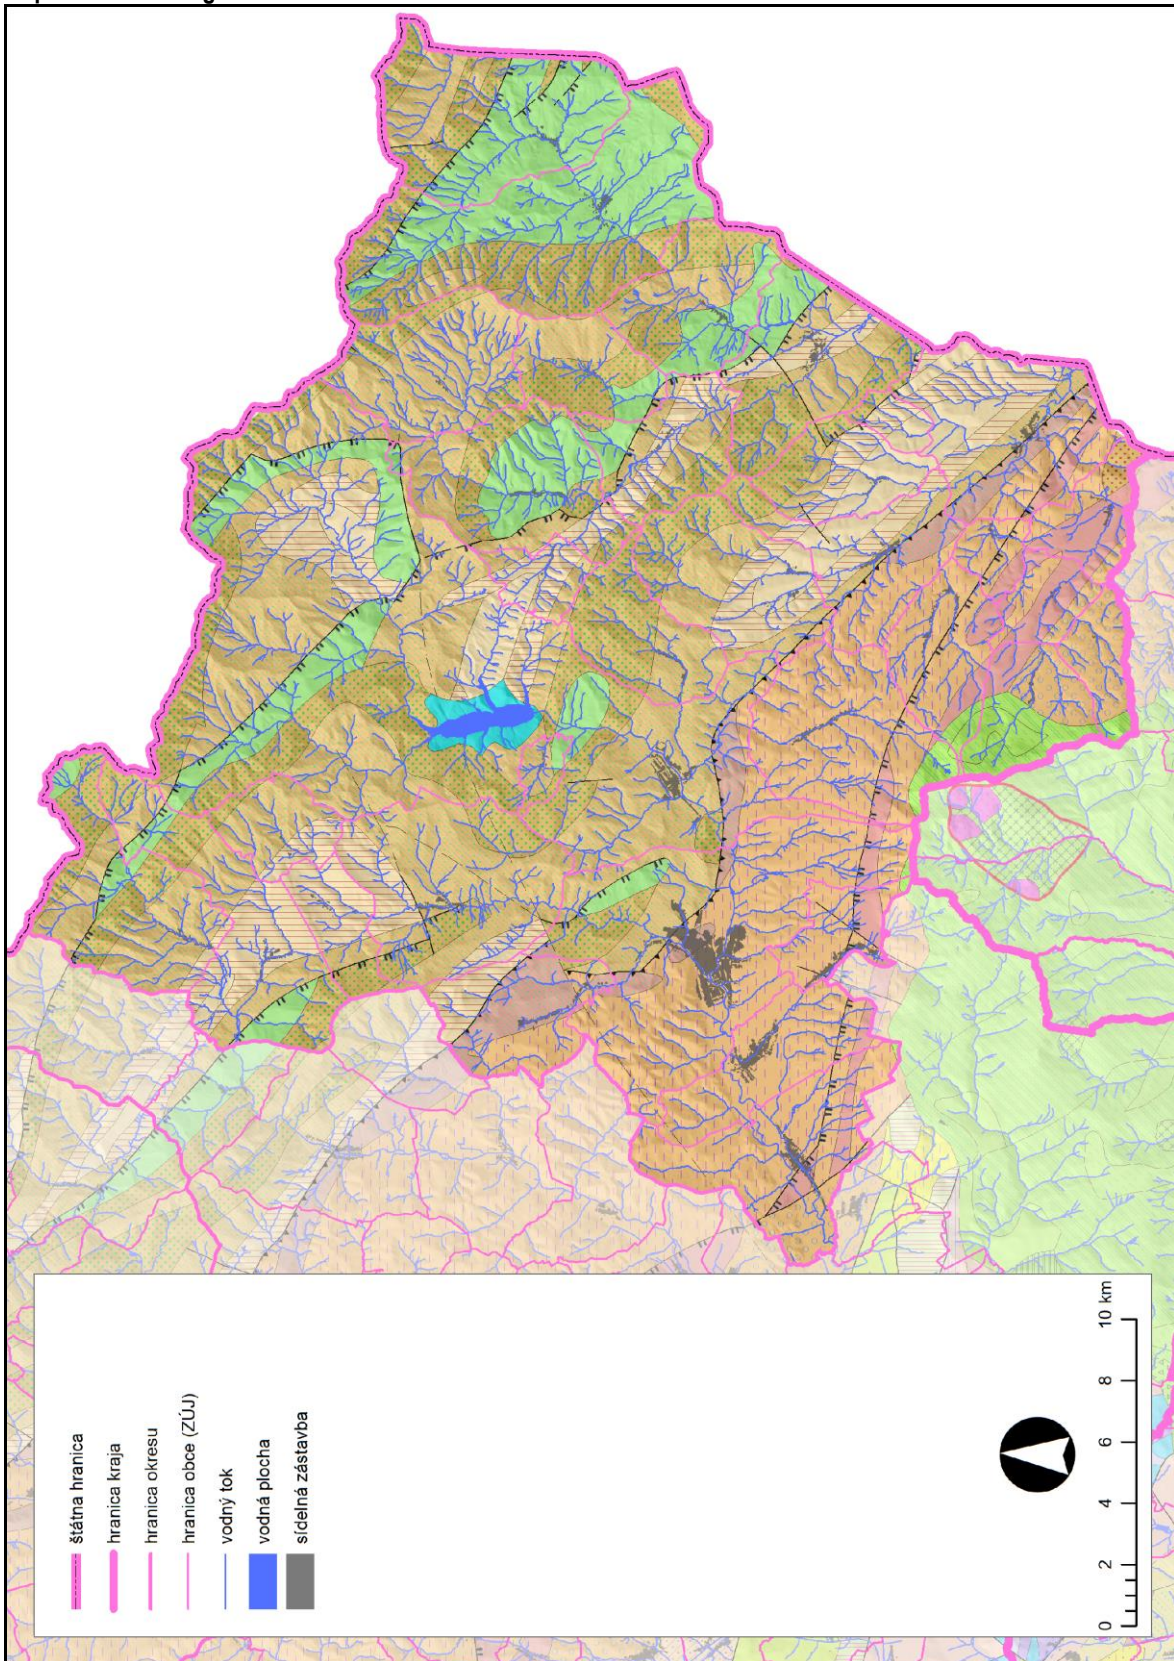 štátna hranica
hranica kraja
hranica okresu
hranica obce (ZÚJ)
vodný tok
vodná plocha
sídelná zástavba
0 2 4 6 8 10 km